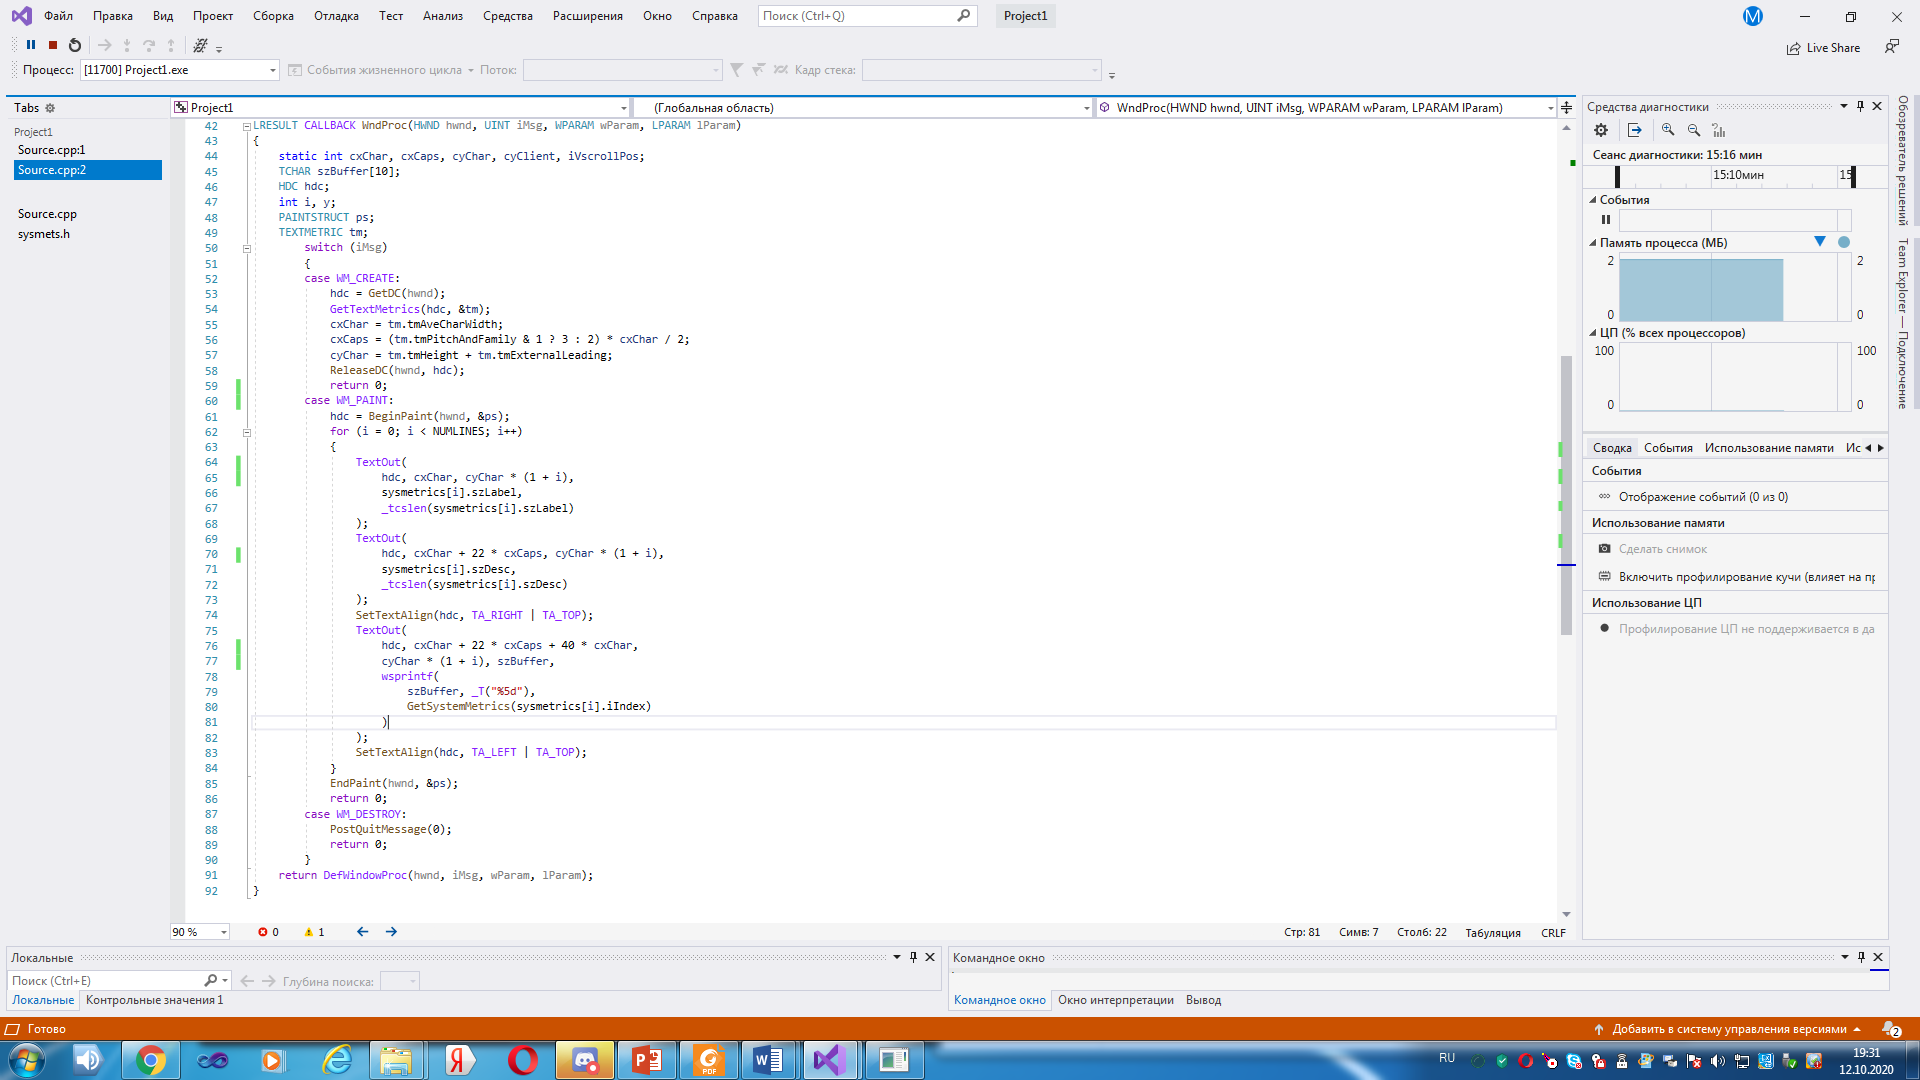 Файл Правка Вид Проект Сборка Отладка Тест Анализ Средства Расширения Окно Справка Поиск (Ctrl+Q) Project1 M
Live Share
Процесс: [11700] Project1.exe События жизненного цикла Поток: Кадр стека:
Tabs
Project1
Source.cpp:1
Source.cpp:2
Source.cpp
sysmets.h
Project1 (Глобальная область) WndProc(HWND hwnd, UINT iMsg, WPARAM wParam, LPARAM lParam)
42 LRESULT CALLBACK WndProc(HWND hwnd, UINT iMsg, WPARAM wParam, LPARAM lParam)
43 {
44 static int cxChar, cxCaps, cyChar, cyClient, iVscrollPos;
45 TCHAR szBuffer[10];
46 HDC hdc;
47 int i, y;
48 PAINTSTRUCT ps;
49 TEXTMETRIC tm;
50 switch (iMsg)
51 {
52 case WM_CREATE:
53 hdc = GetDC(hwnd);
54 GetTextMetrics(hdc, &tm);
55 cxChar = tm.tmAveCharWidth;
56 cxCaps = (tm.tmPitchAndFamily & 1 ? 3 : 2) * cxChar / 2;
57 cyChar = tm.tmHeight + tm.tmExternalLeading;
58 ReleaseDC(hwnd, hdc);
59 return 0;
60 case WM_PAINT:
61 hdc = BeginPaint(hwnd, &ps);
62 for (i = 0; i < NUMLINES; i++)
63 {
64 TextOut(
65 hdc, cxChar, cyChar * (1 + i),
66 sysmetrics[i].szLabel,
67 _tcslen(sysmetrics[i].szLabel)
68 );
69 TextOut(
70 hdc, cxChar + 22 * cxCaps, cyChar * (1 + i),
71 sysmetrics[i].szDesc,
72 _tcslen(sysmetrics[i].szDesc)
73 );
74 SetTextAlign(hdc, TA_RIGHT | TA_TOP);
75 TextOut(
76 hdc, cxChar + 22 * cxCaps + 40 * cxChar,
77 cyChar * (1 + i), szBuffer,
78 wsprintf(
79 szBuffer, _T("%5d"),
80 GetSystemMetrics(sysmetrics[i].iIndex)
81 )
82 );
83 SetTextAlign(hdc, TA_LEFT | TA_TOP);
84 }
85 EndPaint(hwnd, &ps);
86 return 0;
87 case WM_DESTROY:
88 PostQuitMessage(0);
89 return 0;
90 }
91 return DefWindowProc(hwnd, iMsg, wParam, lParam);
92 }
90 % 0 1 Стр: 81 Симв: 7 Столб: 22 Табуляция CRLF
Средства диагностики
Сеанс диагностики: 15:16 мин
15:10мин 15
События
Память процесса (МБ)
2 2
0 0
ЦП (% всех процессоров)
100 100
0 0
Сводка События Использование памяти Ис
События
Отображение событий (0 из 0)
Использование памяти
Сделать снимок
Включить профилирование кучи (влияет на пр
Использование ЦП
Профилирование ЦП не поддерживается в да
Обозреватель решений
Team Explorer — Подключение
Локальные
Поиск (Ctrl+E) Глубина поиска:
Локальные Контрольные значения 1
Командное окно
Командное окно Окно интерпретации Вывод
Готово Добавить в систему управления версиями 2
RU 19:31
12.10.2020